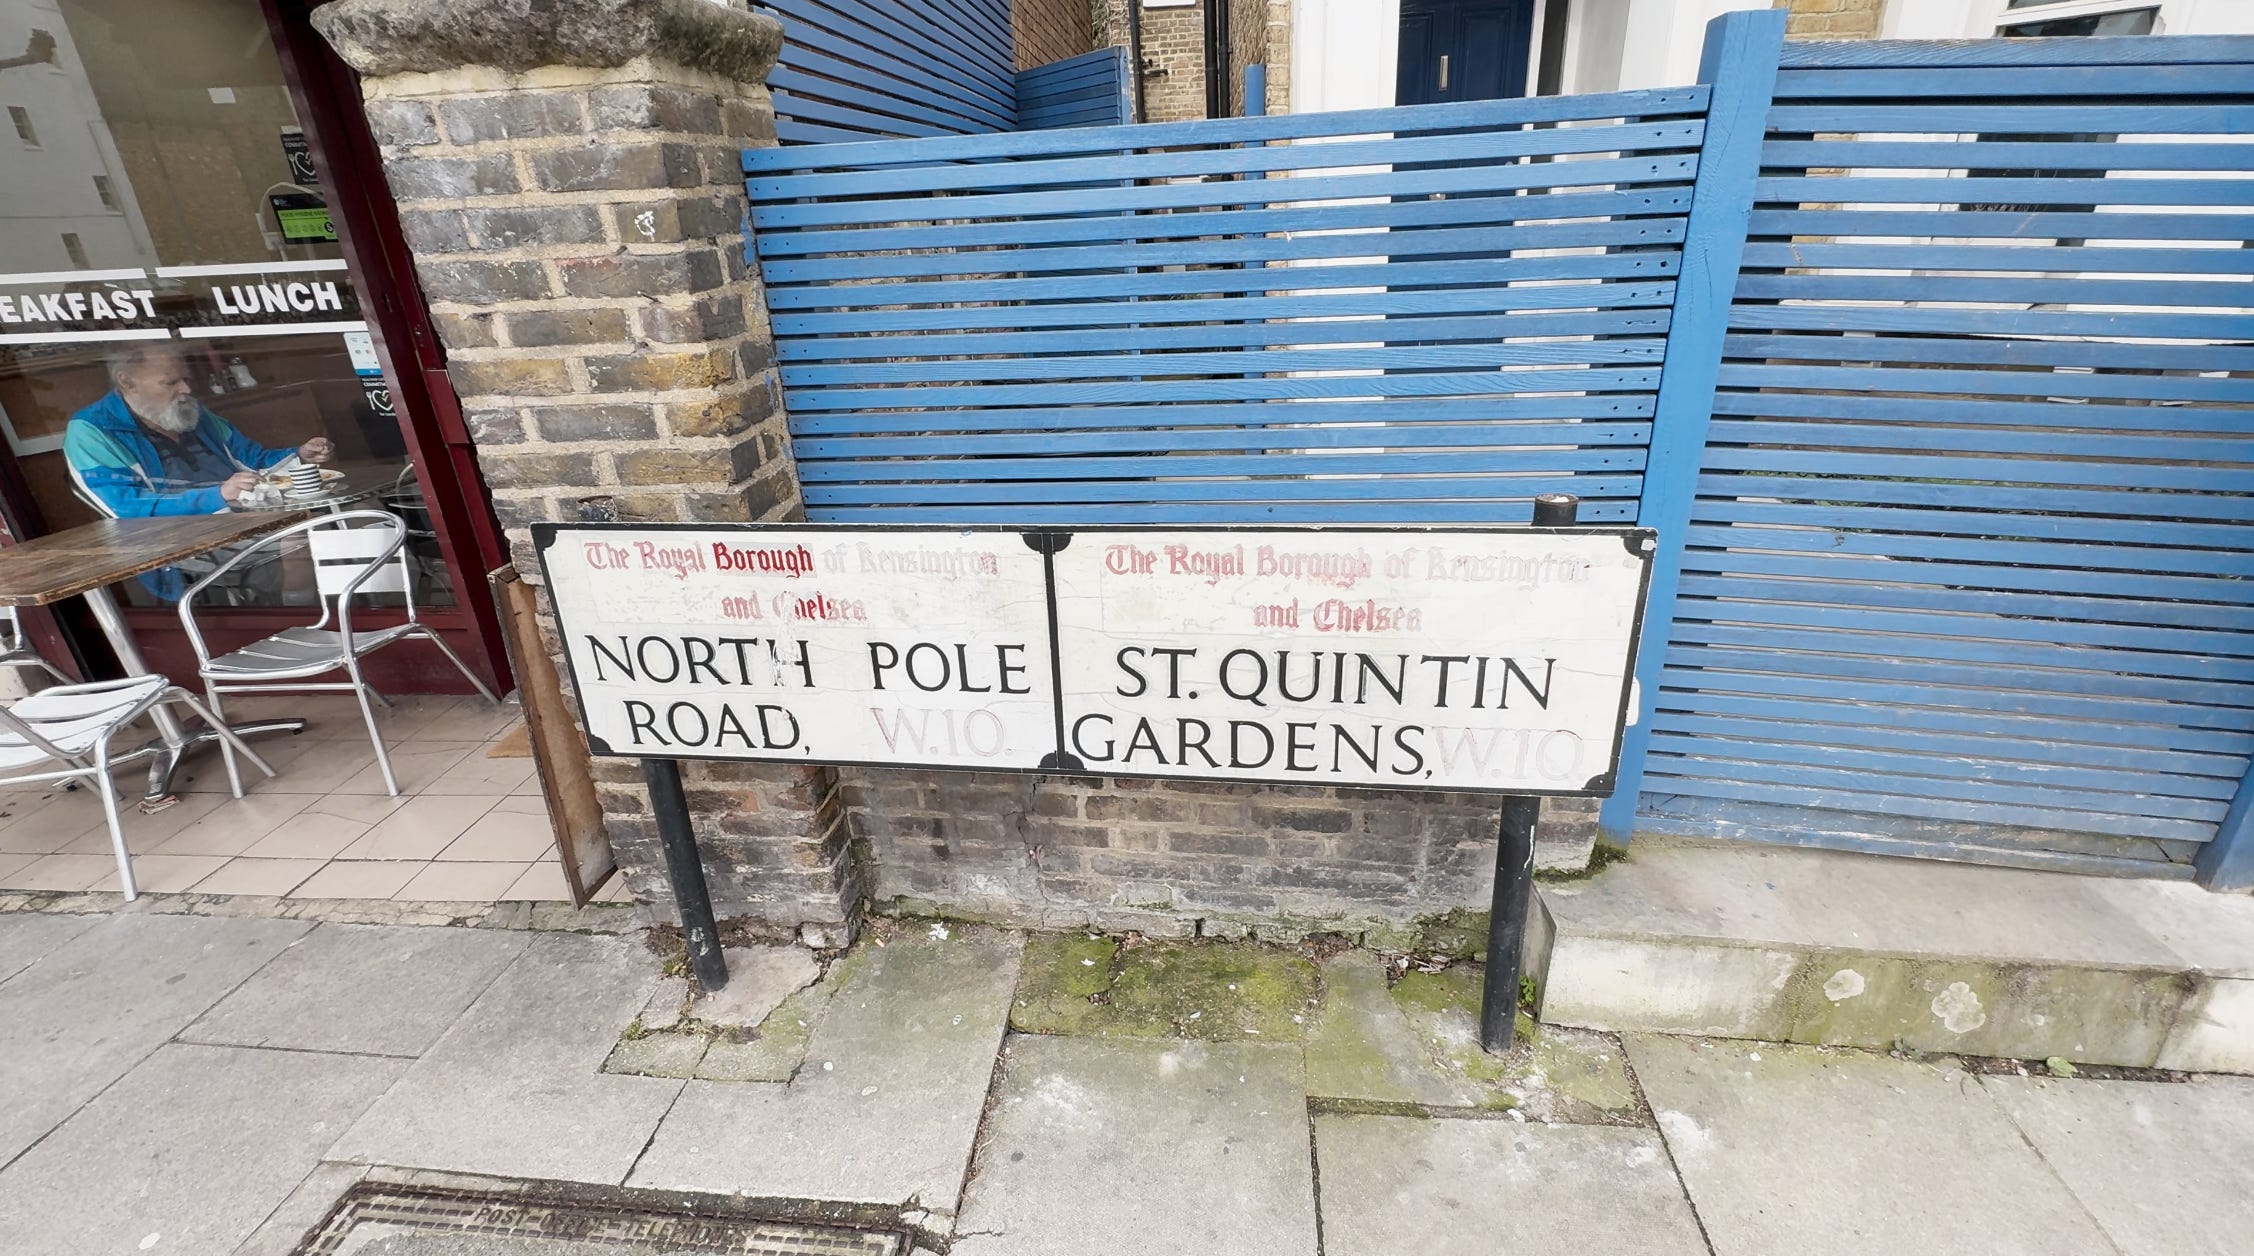 EAKFAST LUNCH
The Royal Borough of Kensington
and Chelsea
NORTH POLE
ROAD, W.10.
The Royal Borough of Kensington
and Chelsea
ST. QUINTIN
GARDENS, W.10
POST OFFICE TELEPHONES